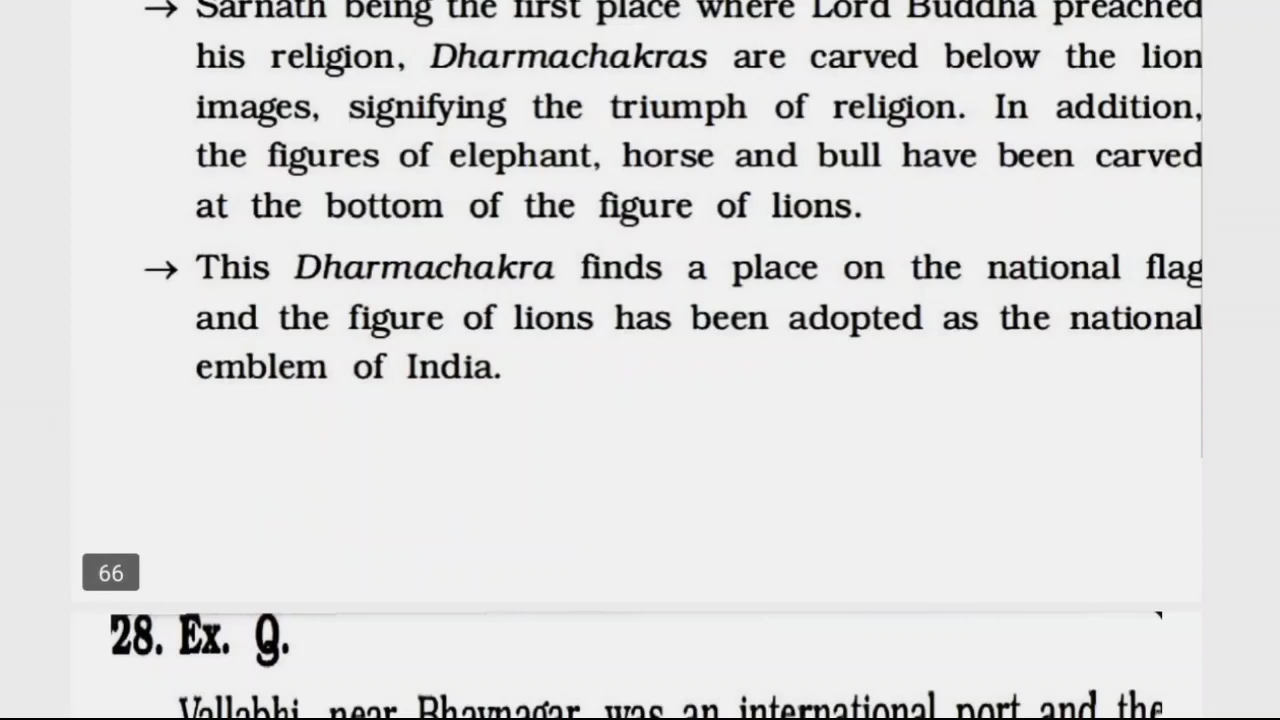 → Sarnath being the first place where Lord Buddha preached
his religion, Dharmachakras are carved below the lion
images, signifying the triumph of religion. In addition,
the figures of elephant, horse and bull have been carved
at the bottom of the figure of lions.
→ This Dharmachakra finds a place on the national flag
and the figure of lions has been adopted as the national
emblem of India.
66
28. Ex. Q.
Vallabhi, near Bhavnagar was an international port and the